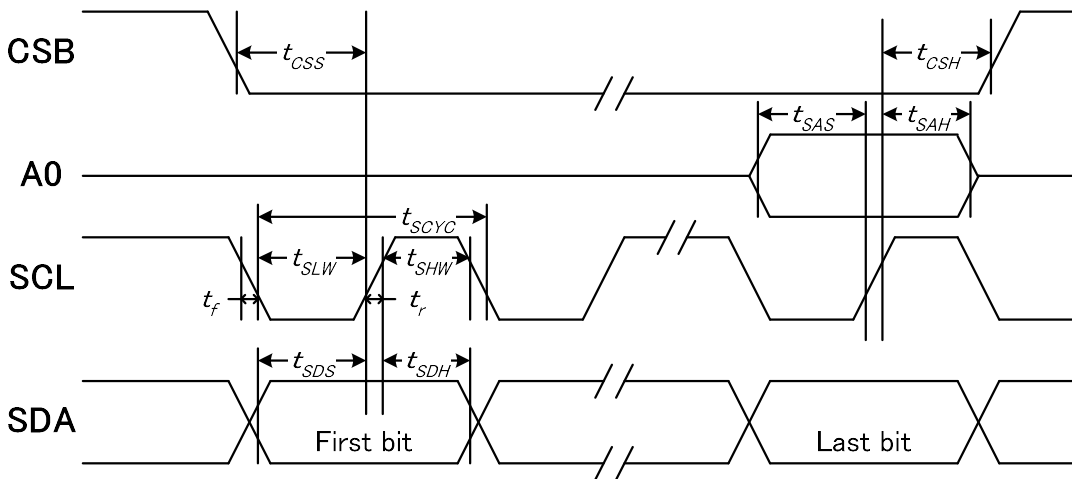 CSB
tCSS
tCSH
tSAS
tSAH
A0
tSCYC
SCL
tSLW
tSHW
tf
tr
tSDS
tSDH
SDA
First bit
Last bit